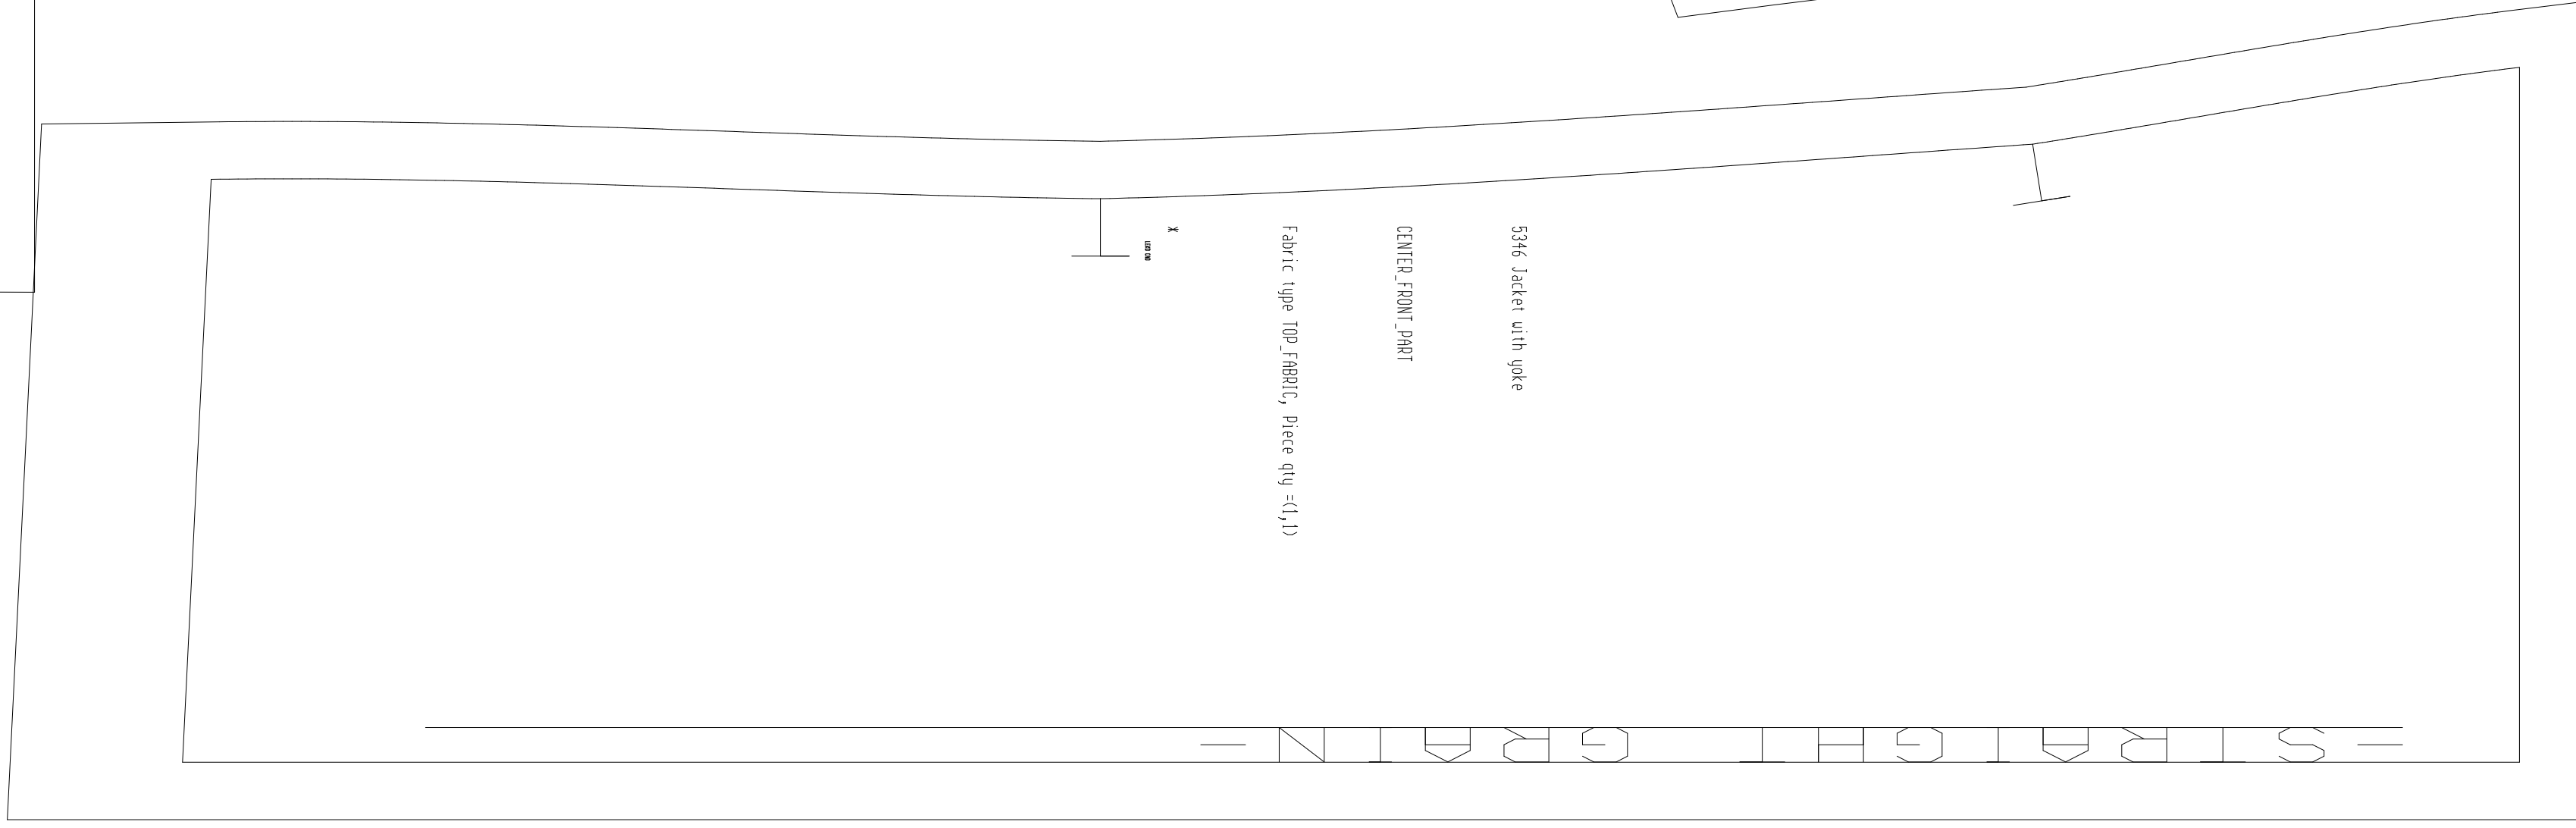 5346 Jacket with yoke
CENTER_FRONT_PART
Fabric type TOP_FABRIC, Piece qty =(1,1)
- STRAIGHT GRAIN -